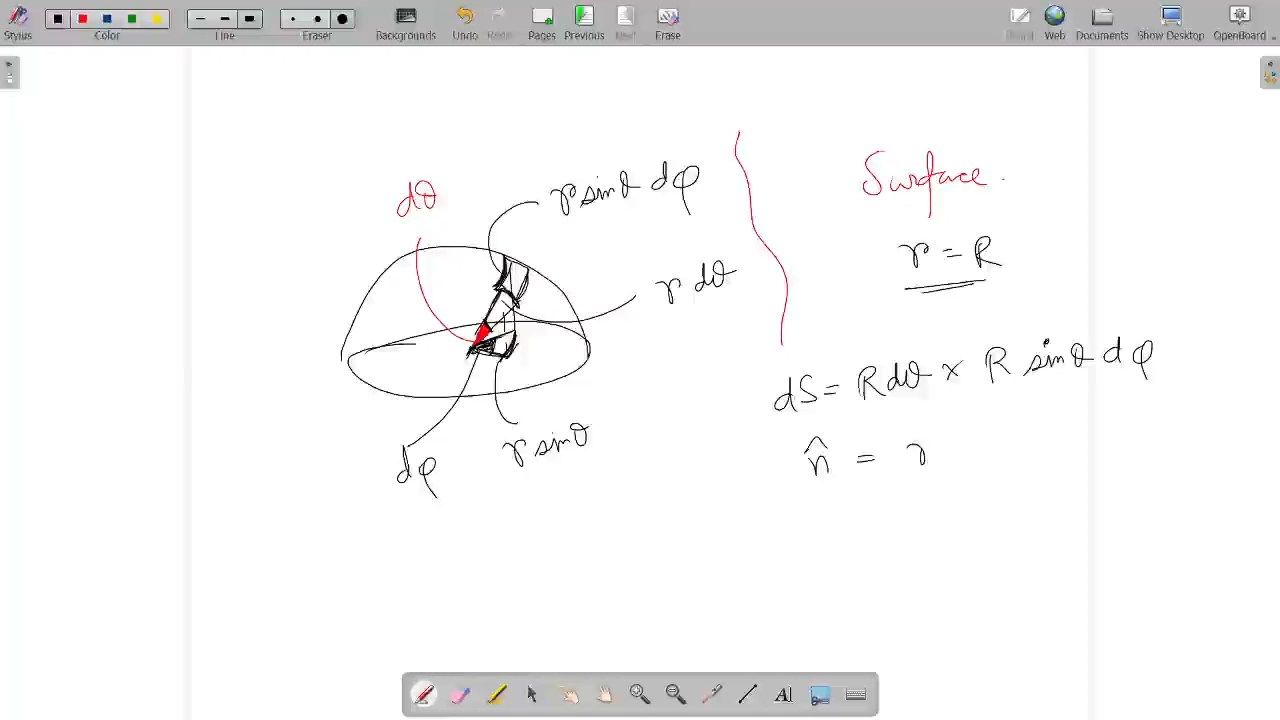 Stylus Color Line Eraser Backgrounds Undo Redo Pages Previous Next Erase Board Web Documents Show Desktop OpenBoard
dθ
r sinθ dφ
r dθ
dφ
r sinθ
Surface.
r = R
dS = R dθ × R sinθ dφ
n̂ = r
A